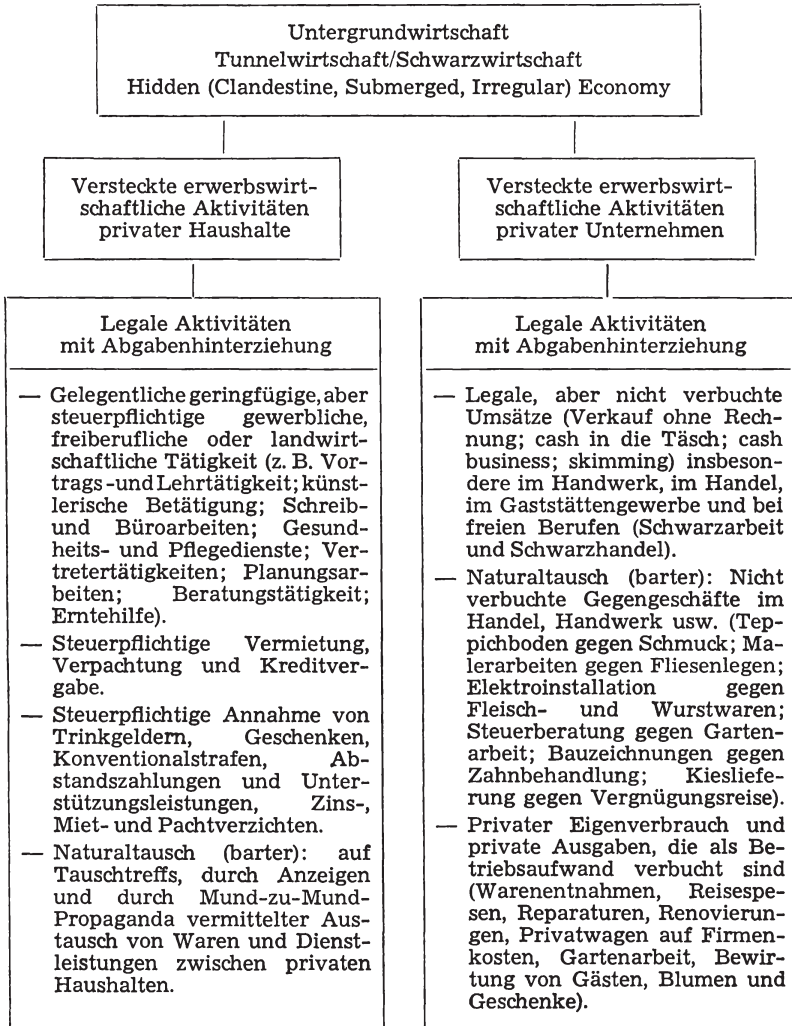 Untergrundwirtschaft
Tunnelwirtschaft/Schwarzwirtschaft
Hidden (Clandestine, Submerged, Irregular) Economy
Versteckte erwerbswirt-
schaftliche Aktivitäten
privater Haushalte
Legale Aktivitäten
mit Abgabenhinterziehung
— Gelegentliche geringfügige, aber
steuerpflichtige gewerbliche,
freiberufliche oder landwirt-
schaftliche Tätigkeit (z. B. Vor-
trags -und Lehrtätigkeit; künst-
lerische Betätigung; Schreib-
und Büroarbeiten; Gesund-
heits- und Pflegedienste; Ver-
tretertätigkeiten; Planungsar-
beiten; Beratungstätigkeit;
Erntehilfe).
— Steuerpflichtige Vermietung,
Verpachtung und Kreditver-
gabe.
— Steuerpflichtige Annahme von
Trinkgeldern, Geschenken,
Konventionalstrafen, Ab-
standszahlungen und Unter-
stützungsleistungen, Zins-,
Miet- und Pachtverzichten.
— Naturaltausch (barter): auf
Tauschtreffs, durch Anzeigen
und durch Mund-zu-Mund-
Propaganda vermittelter Aus-
tausch von Waren und Dienst-
leistungen zwischen privaten
Haushalten.
Versteckte erwerbswirt-
schaftliche Aktivitäten
privater Unternehmen
Legale Aktivitäten
mit Abgabenhinterziehung
— Legale, aber nicht verbuchte
Umsätze (Verkauf ohne Rech-
nung; cash in die Täsch; cash
business; skimming) insbeson-
dere im Handwerk, im Handel,
im Gaststättengewerbe und bei
freien Berufen (Schwarzarbeit
und Schwarzhandel).
— Naturaltausch (barter): Nicht
verbuchte Gegengeschäfte im
Handel, Handwerk usw. (Tep-
pichboden gegen Schmuck; Ma-
lerarbeiten gegen Fliesenlegen;
Elektroinstallation gegen
Fleisch- und Wurstwaren;
Steuerberatung gegen Garten-
arbeit; Bauzeichnungen gegen
Zahnbehandlung; Kieslie­fe-
rung gegen Vergnügungsreise).
— Privater Eigenverbrauch und
private Ausgaben, die als Be-
triebsaufwand verbucht sind
(Warenentnahmen, Reisespe-
sen, Reparaturen, Renovierun-
gen, Privatwagen auf Firmen-
kosten, Gartenarbeit, Bewir-
tung von Gästen, Blumen und
Geschenke).